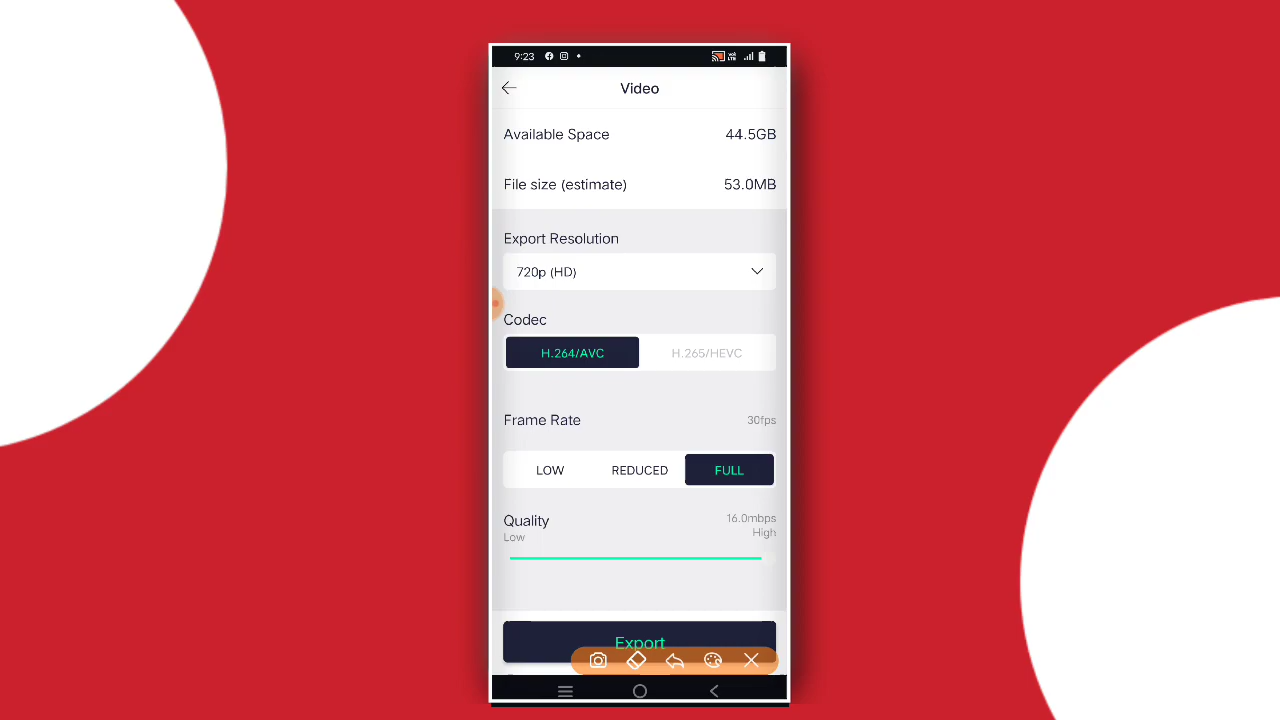 9:23
Video
Available Space 44.5GB
File size (estimate) 53.0MB
Export Resolution
720p (HD)
Codec
H.264/AVC H.265/HEVC
Frame Rate 30fps
LOW REDUCED FULL
Quality 16.0mbps
Low High
Export